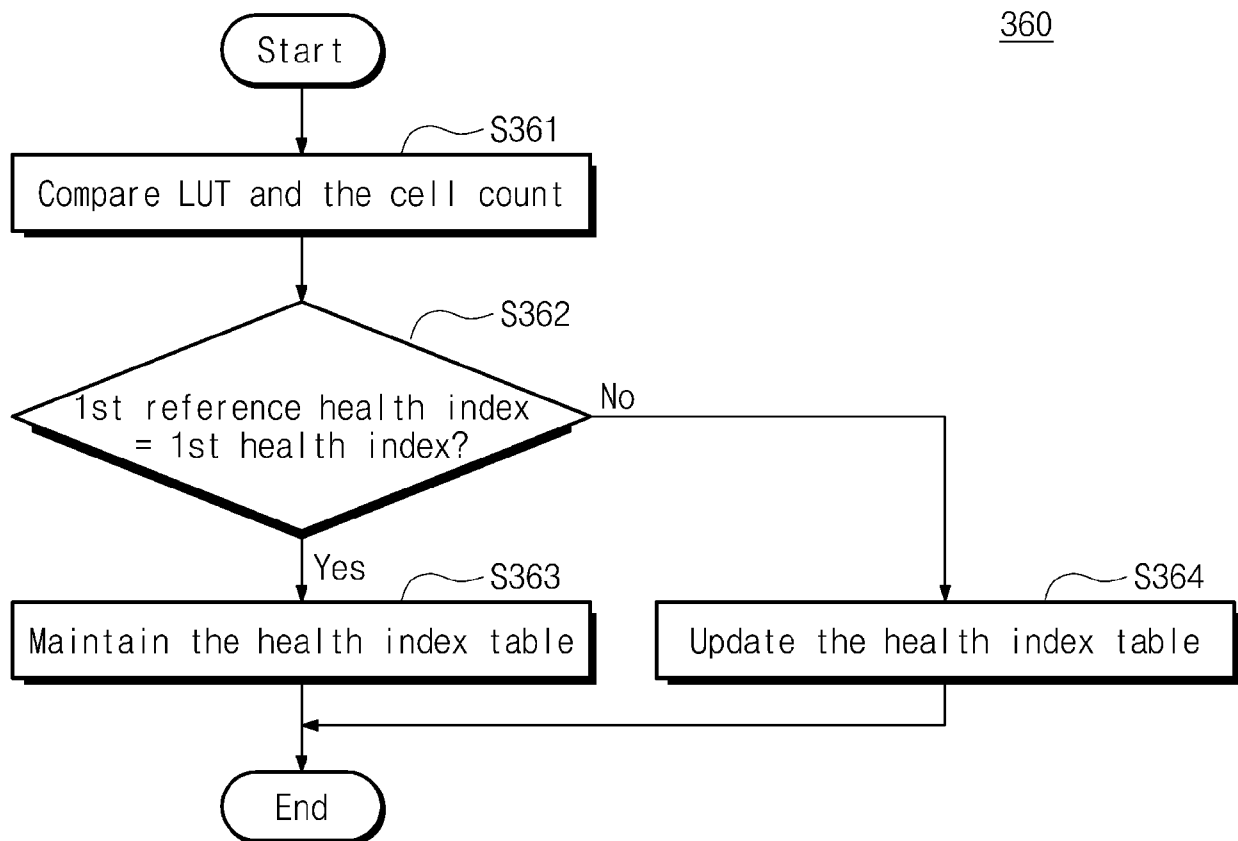 360
Start
S361
Compare LUT and the cell count
S362
1st reference health index
= 1st health index?
No
Yes
S363
Maintain the health index table
S364
Update the health index table
End